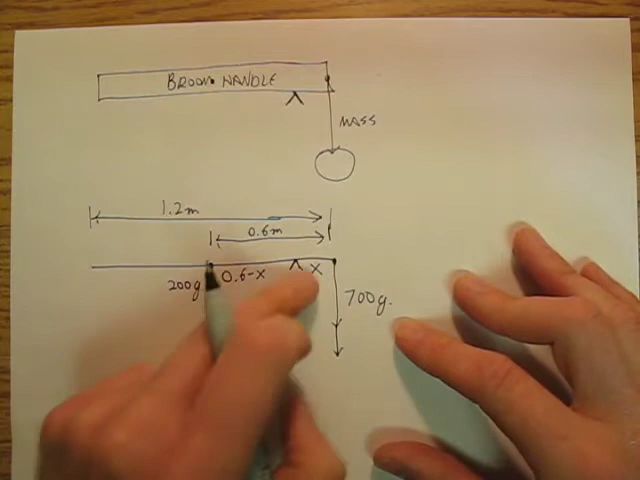 BROOM HANDLE
MASS
1.2m
0.6m
200g 0.6-x x
700g.